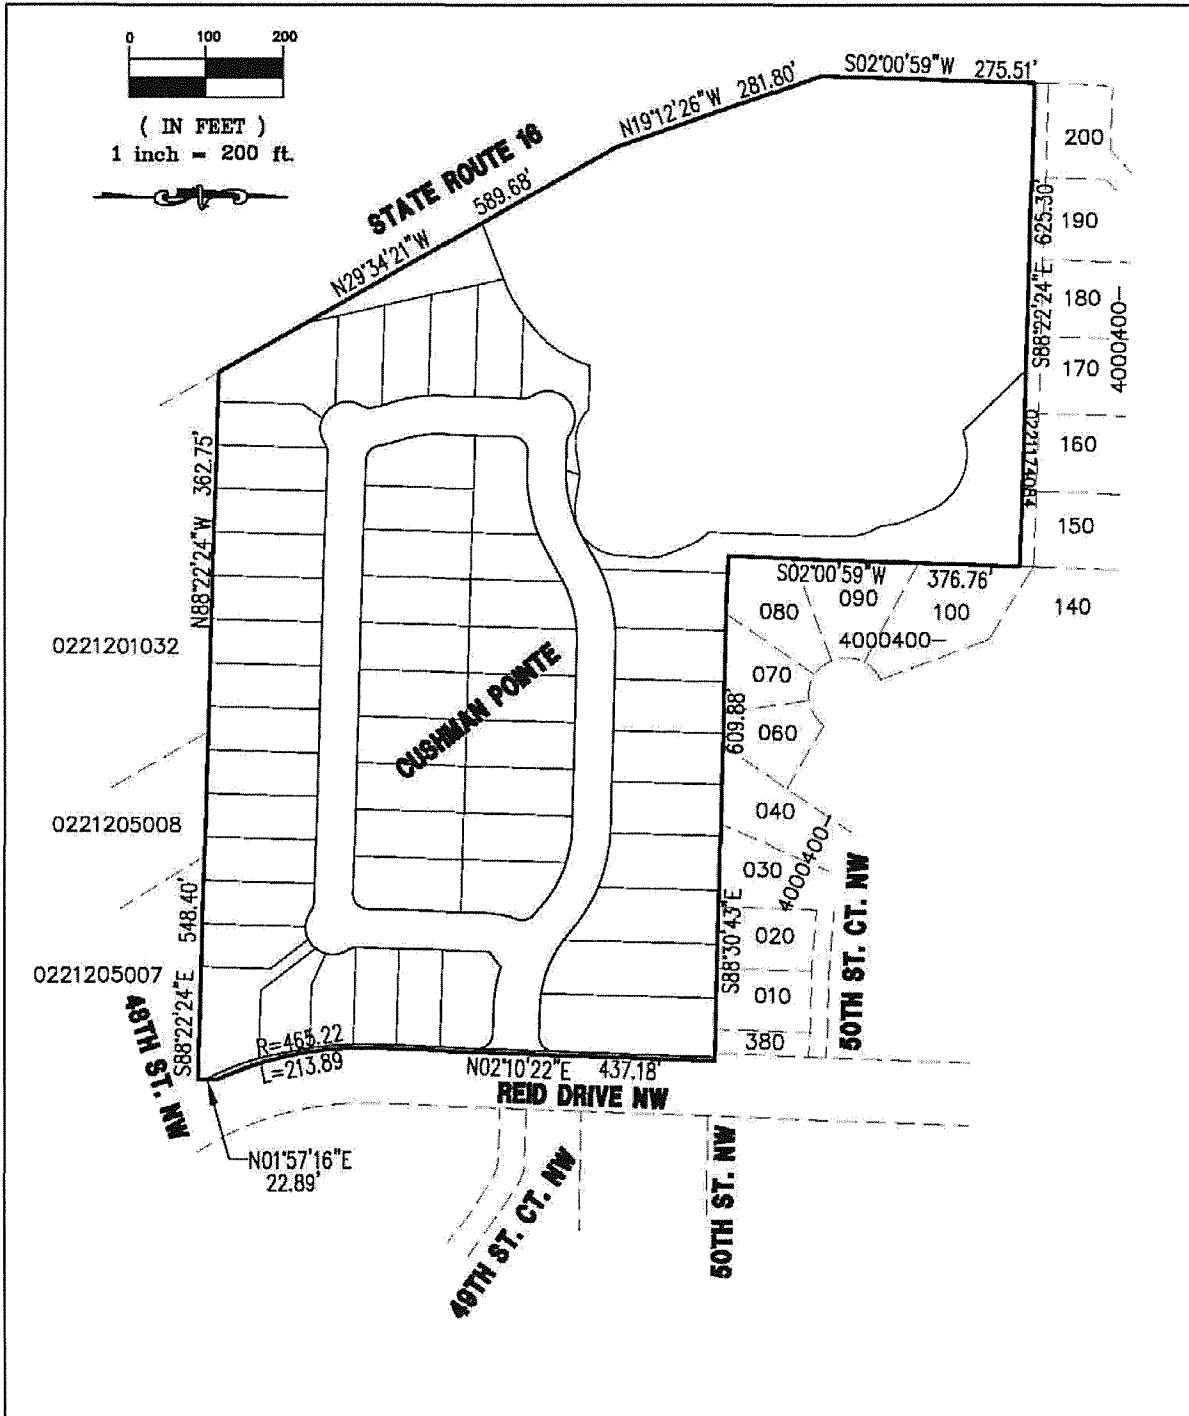 0 100 200
( IN FEET )
1 inch = 200 ft.
STATE ROUTE 16
N29°34'21"W 589.68'
N19°12'26"W 281.80'
S02°00'59"W 275.51'
S88°22'24"E 625.30'
200
190
180
170
160
150
140
4000400-
0221174084
S02°00'59"W 376.76'
080
090
100
4000400-
070
060
040
030
020
010
380
4000400-
609.88'
S88°30'43"E
50TH ST. CT. NW
N88°22'24"W 362.75'
0221201032
0221205008
0221205007
CUSHMAN POINTE
S88°22'24"E 548.40'
48TH ST. NW
R=465.22
L=213.89
N02°10'22"E 437.18'
REID DRIVE NW
N01°57'16"E
22.89'
49TH ST. CT. NW
50TH ST. NW